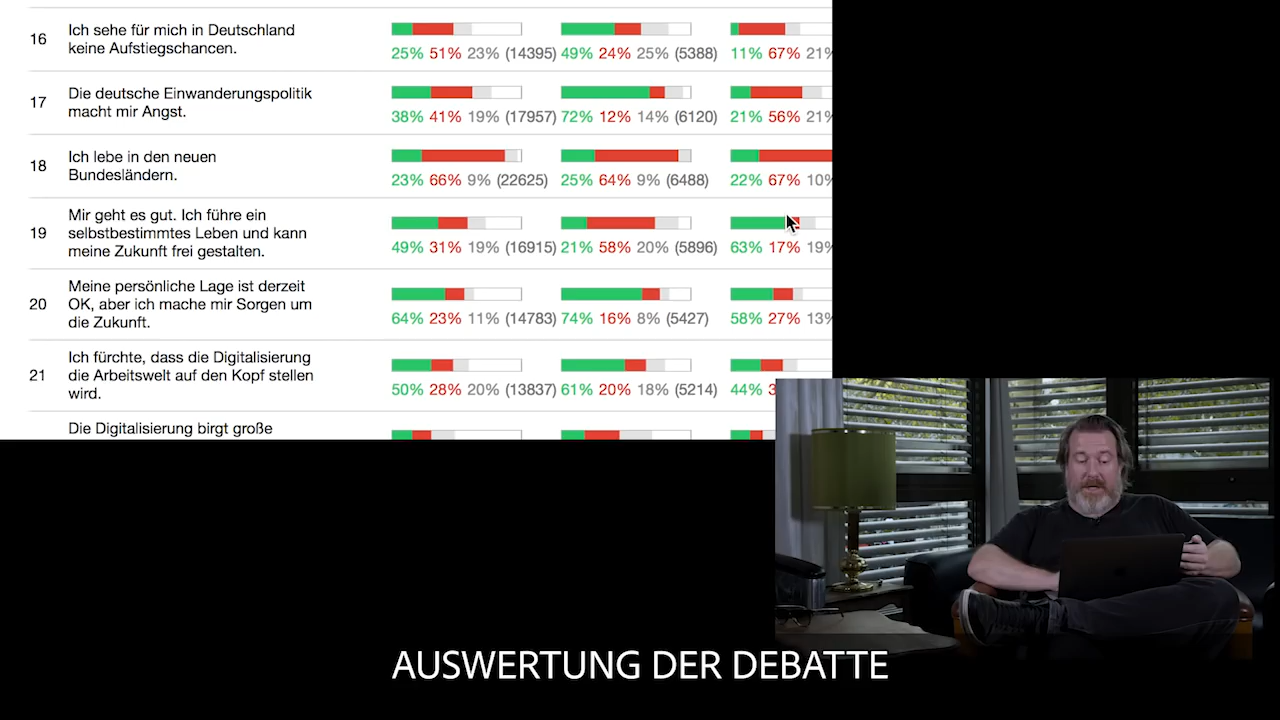 16
Ich sehe für mich in Deutschland
keine Aufstiegschancen.
25% 51% 23% (14395) 49% 24% 25% (5388) 11% 67% 21%
17
Die deutsche Einwanderungspolitik
macht mir Angst.
38% 41% 19% (17957) 72% 12% 14% (6120) 21% 56% 21%
18
Ich lebe in den neuen
Bundesländern.
23% 66% 9% (22625) 25% 64% 9% (6488) 22% 67% 10%
19
Mir geht es gut. Ich führe ein
selbstbestimmtes Leben und kann
meine Zukunft frei gestalten.
49% 31% 19% (16915) 21% 58% 20% (5896) 63% 17% 19%
20
Meine persönliche Lage ist derzeit
OK, aber ich mache mir Sorgen um
die Zukunft.
64% 23% 11% (14783) 74% 16% 8% (5427) 58% 27% 13%
21
Ich fürchte, dass die Digitalisierung
die Arbeitswelt auf den Kopf stellen
wird.
50% 28% 20% (13837) 61% 20% 18% (5214) 44%
Die Digitalisierung birgt große
AUSWERTUNG DER DEBATTE